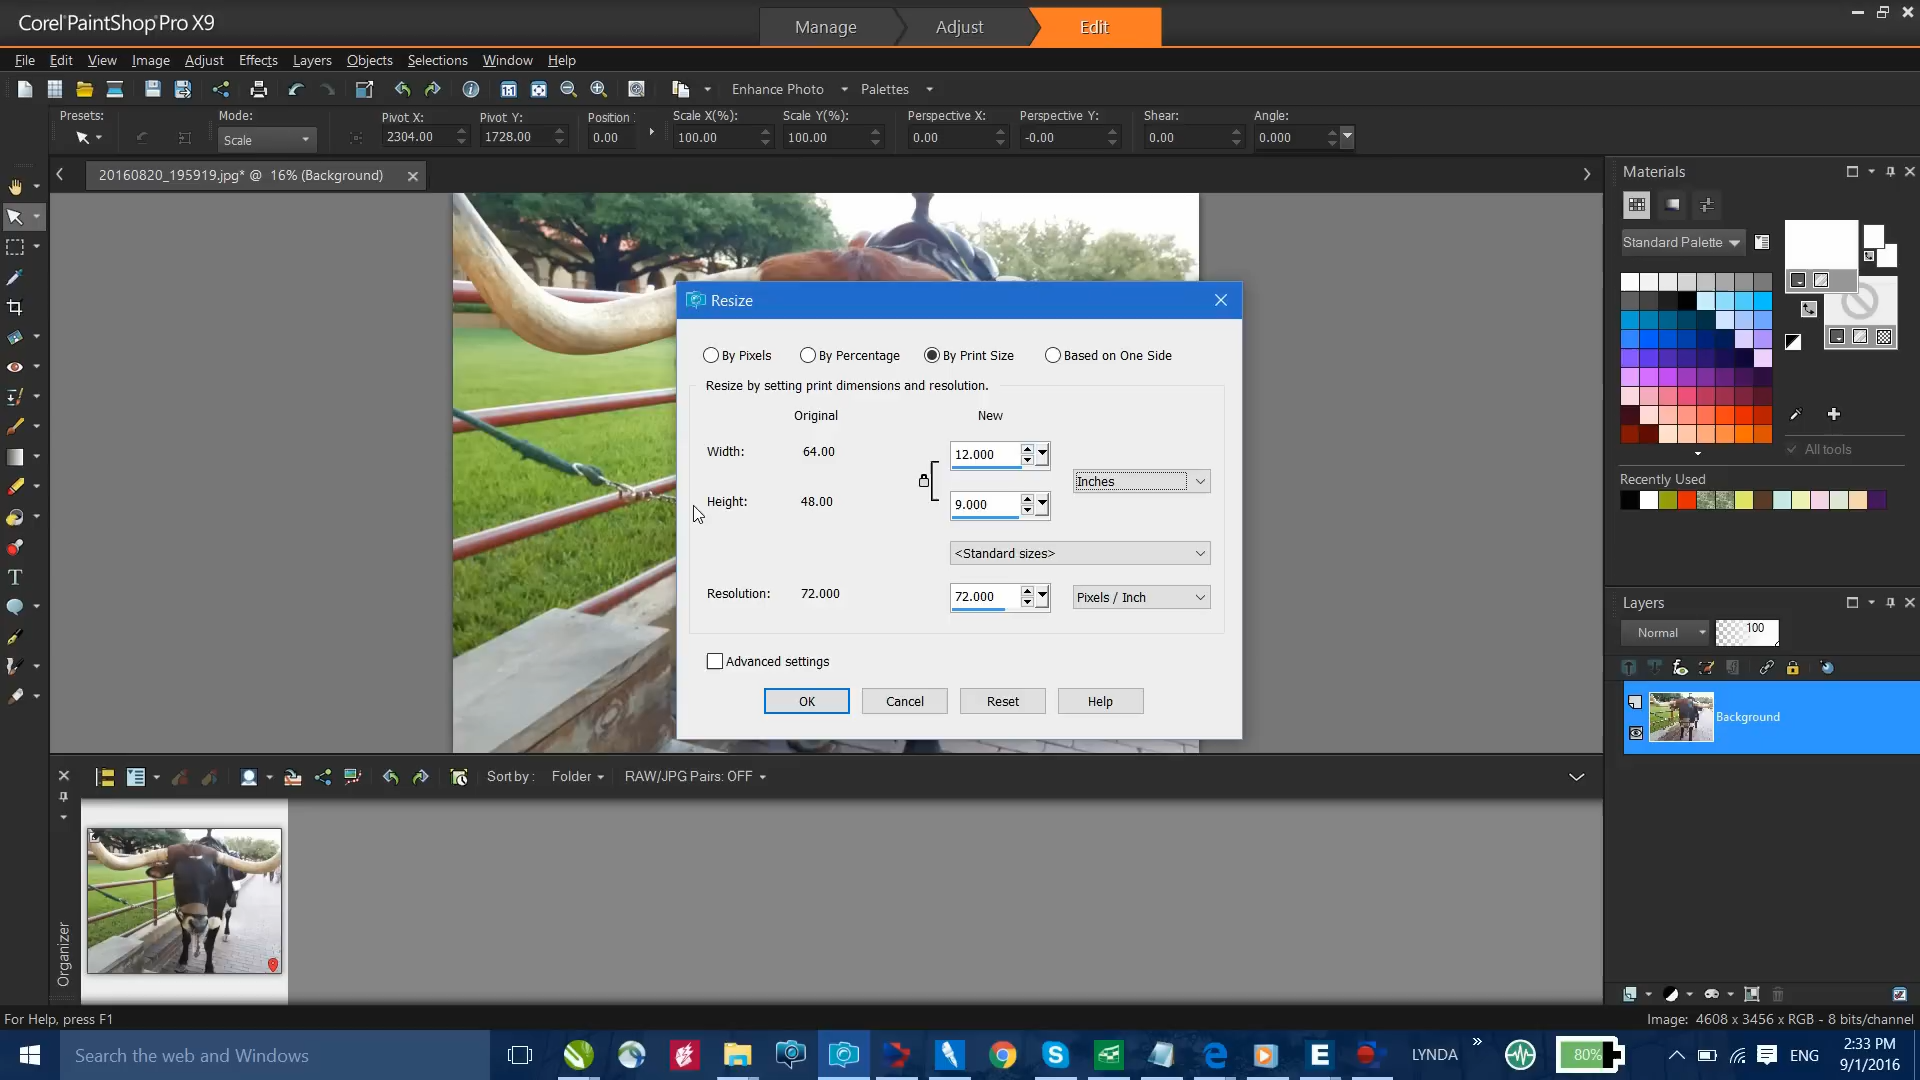 Corel PaintShop Pro X9
Manage Adjust Edit
File Edit View Image Adjust Effects Layers Objects Selections Window Help
Enhance Photo Palettes
Presets: Mode: Pivot X: Pivot Y: Position Scale X(%): Scale Y(%): Perspective X: Perspective Y: Shear: Angle:
Scale 2304.00 1728.00 0.00 100.00 100.00 0.00 -0.00 0.00 0.000
20160820_195919.jpg* @ 16% (Background)
Materials
Standard Palette
All tools
Recently Used
Resize
By Pixels By Percentage By Print Size Based on One Side
Resize by setting print dimensions and resolution.
Original New
Width: 64.00 12.000
Inches
Height: 48.00 9.000
<Standard sizes>
Resolution: 72.000 72.000 Pixels / Inch
Advanced settings
OK Cancel Reset Help
Layers
Normal 100
Background
Sort by: Folder RAW/JPG Pairs: OFF
Organizer
For Help, press F1
Image: 4608 x 3456 x RGB - 8 bits/channel
Search the web and Windows
LYNDA
80%
ENG
2:33 PM
9/1/2016